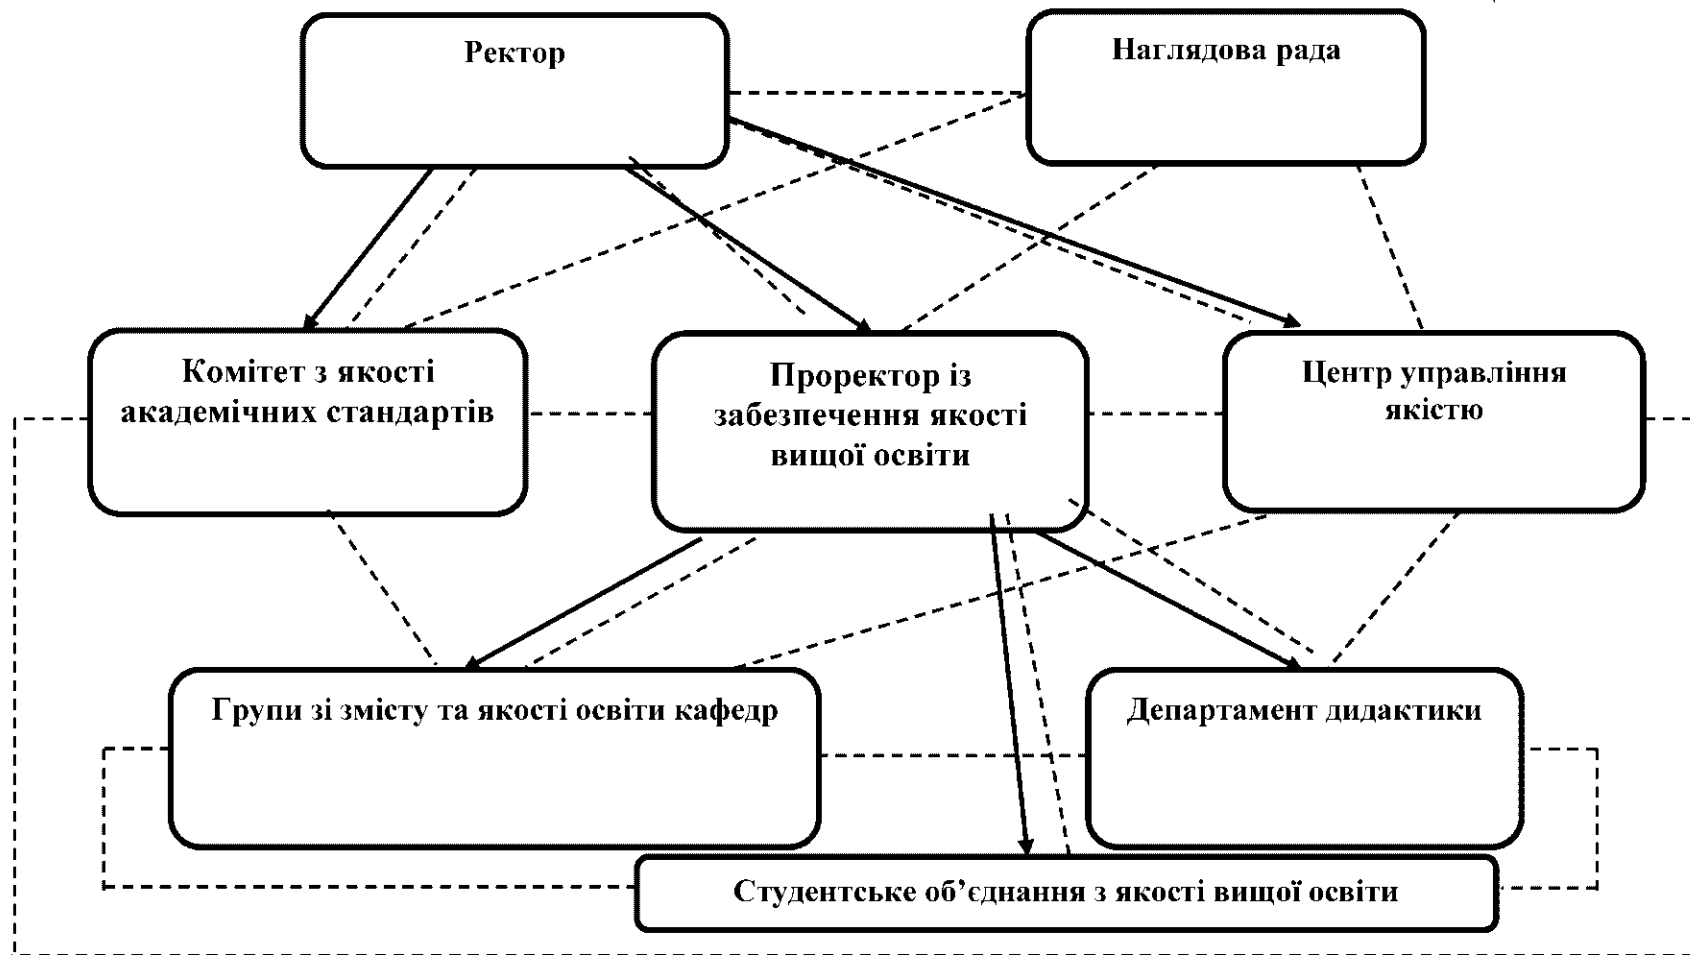 Ректор
Наглядова рада
Комітет з якості
академічних стандартів
Проректор із
забезпечення якості
вищої освіти
Центр управління
якістю
Групи зі змісту та якості освіти кафедр
Департамент дидактики
Студентське об’єднання з якості вищої освіти